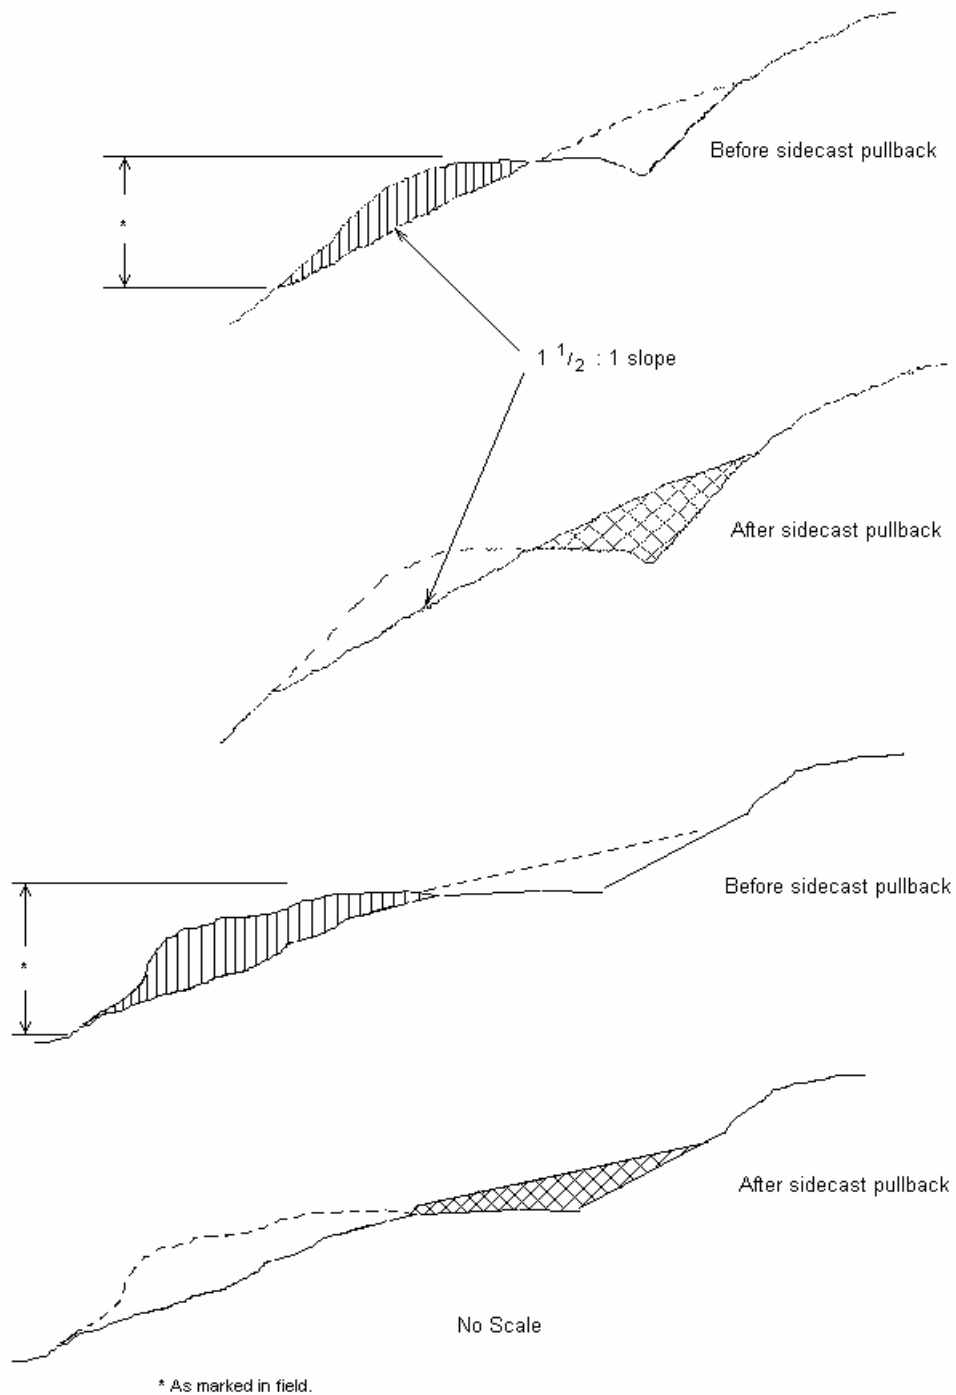 Before sidecast pullback
*
1 1/2 : 1 slope
After sidecast pullback
Before sidecast pullback
*
After sidecast pullback
No Scale
* As marked in field.